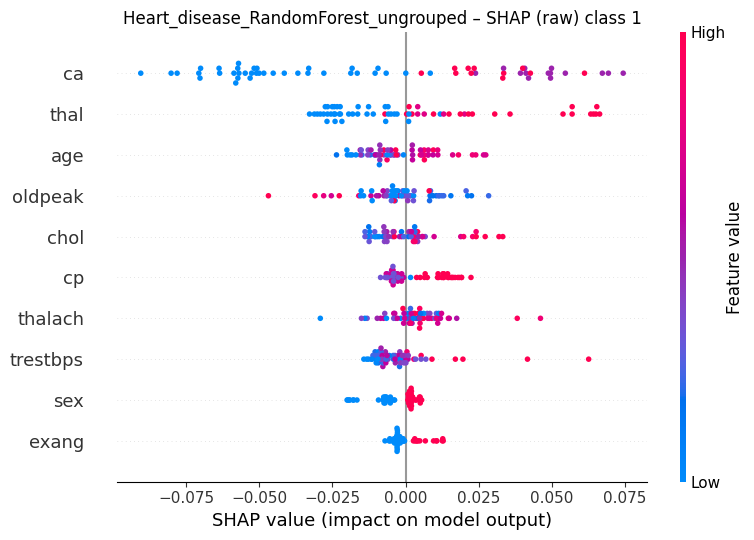 Heart_disease_RandomForest_ungrouped – SHAP (raw) class 1
High
ca
thal
age
oldpeak
chol
cp
thalach
trestbps
sex
exang
Feature value
Low
−0.075 −0.050 −0.025 0.000 0.025 0.050 0.075
SHAP value (impact on model output)